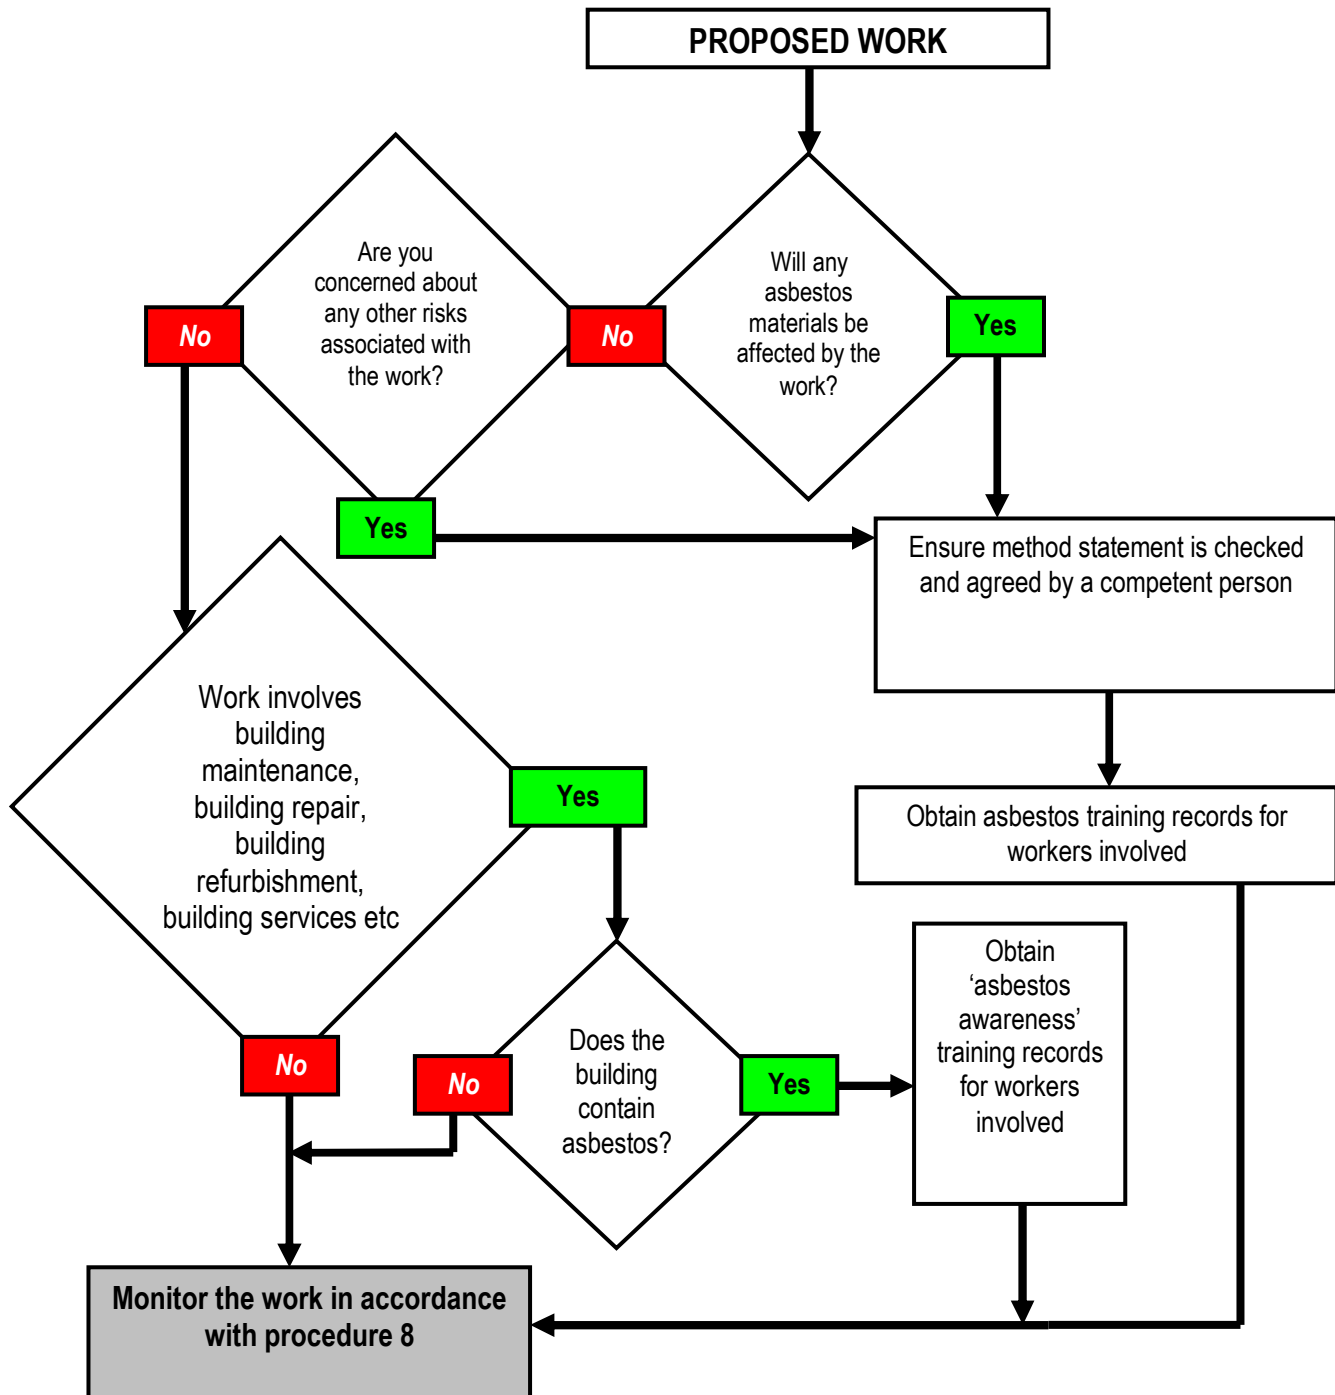 PROPOSED WORK
Are you
concerned about
any other risks
associated with
the work?
Will any
asbestos
materials be
affected by the
work?
No
No
Yes
Yes
Ensure method statement is checked
and agreed by a competent person
Work involves
building
maintenance,
building repair,
building
refurbishment,
building services etc
Yes
Obtain asbestos training records for
workers involved
Obtain
‘asbestos
awareness’
training records
for workers
involved
Does the
building
contain
asbestos?
No
No
Yes
Monitor the work in accordance
with procedure 8